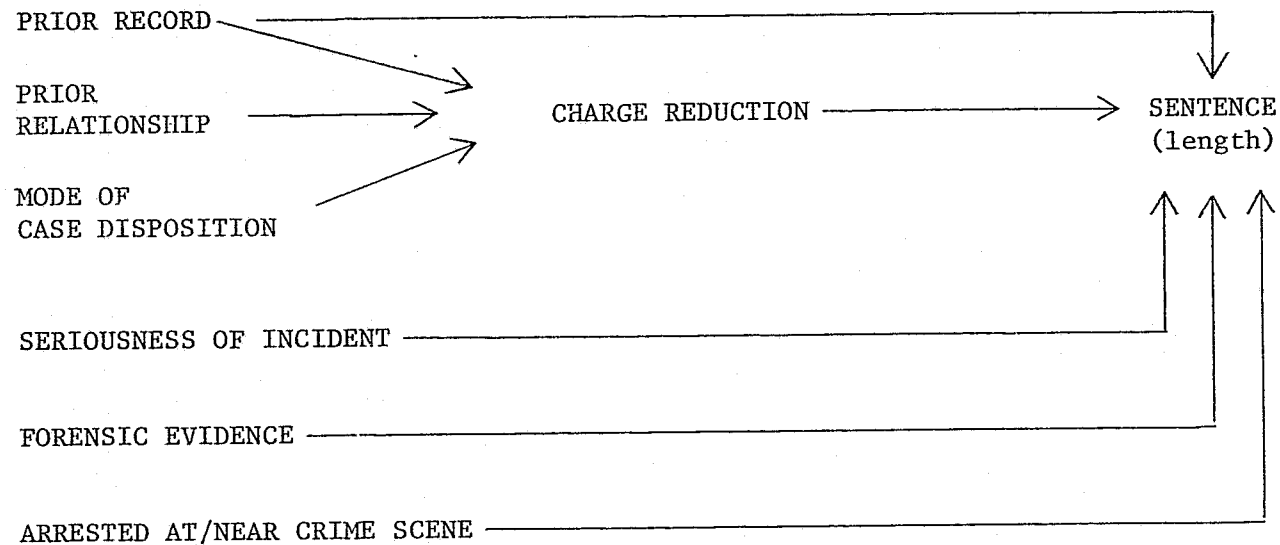 PRIOR RECORD
PRIOR
RELATIONSHIP
CHARGE REDUCTION
SENTENCE
(length)
MODE OF
CASE DISPOSITION
SERIOUSNESS OF INCIDENT
FORENSIC EVIDENCE
ARRESTED AT/NEAR CRIME SCENE